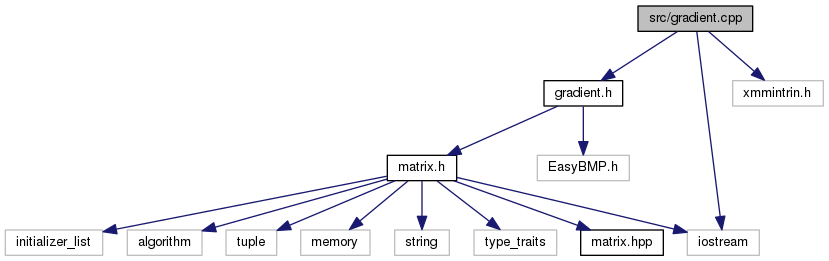 src/gradient.cpp
gradient.h
xmmintrin.h
matrix.h
EasyBMP.h
initializer_list
algorithm
tuple
memory
string
type_traits
matrix.hpp
iostream